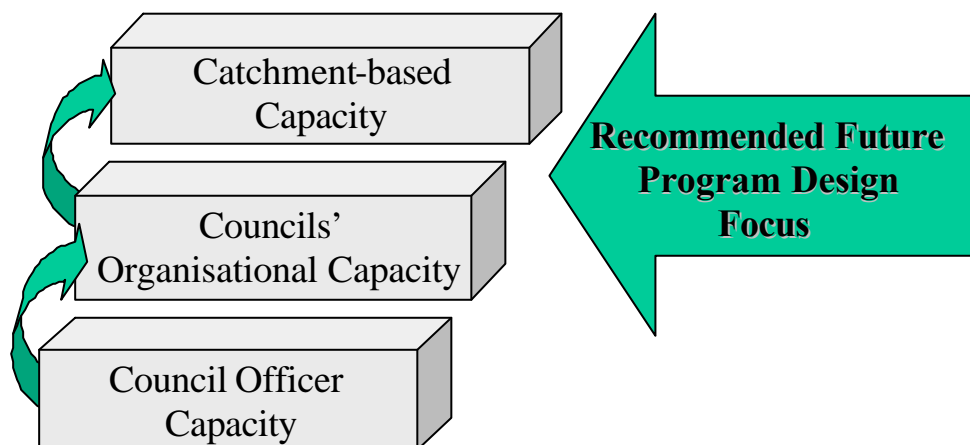 Catchment-based
Capacity
Recommended Future
Program Design
Focus
Councils’
Organisational Capacity
Council Officer
Capacity